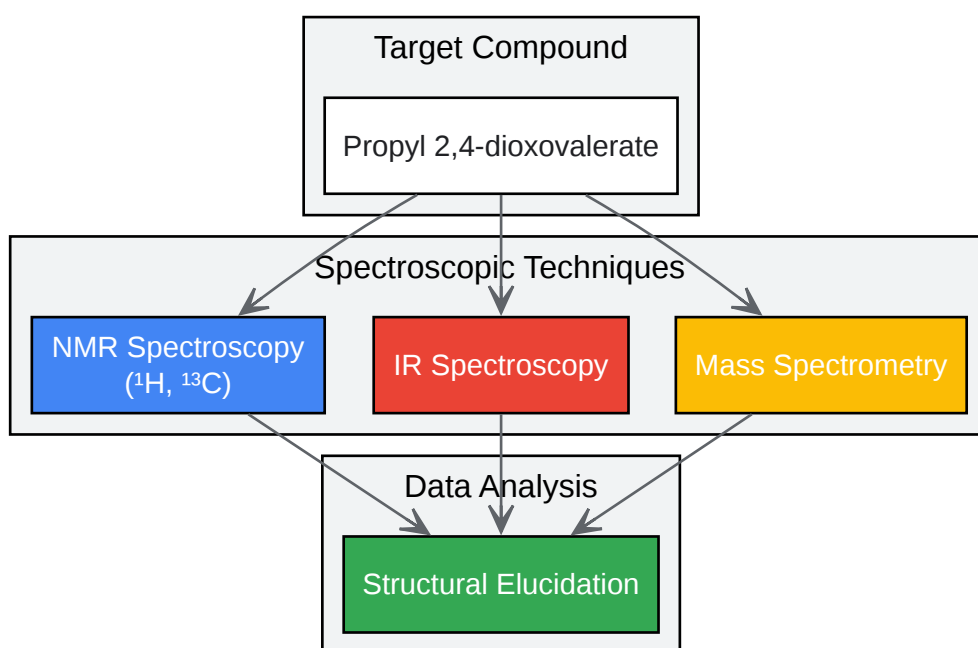 Target Compound
Propyl 2,4-dioxovalerate
Spectroscopic Techniques
NMR Spectroscopy
(¹H, ¹³C)
IR Spectroscopy
Mass Spectrometry
Data Analysis
Structural Elucidation